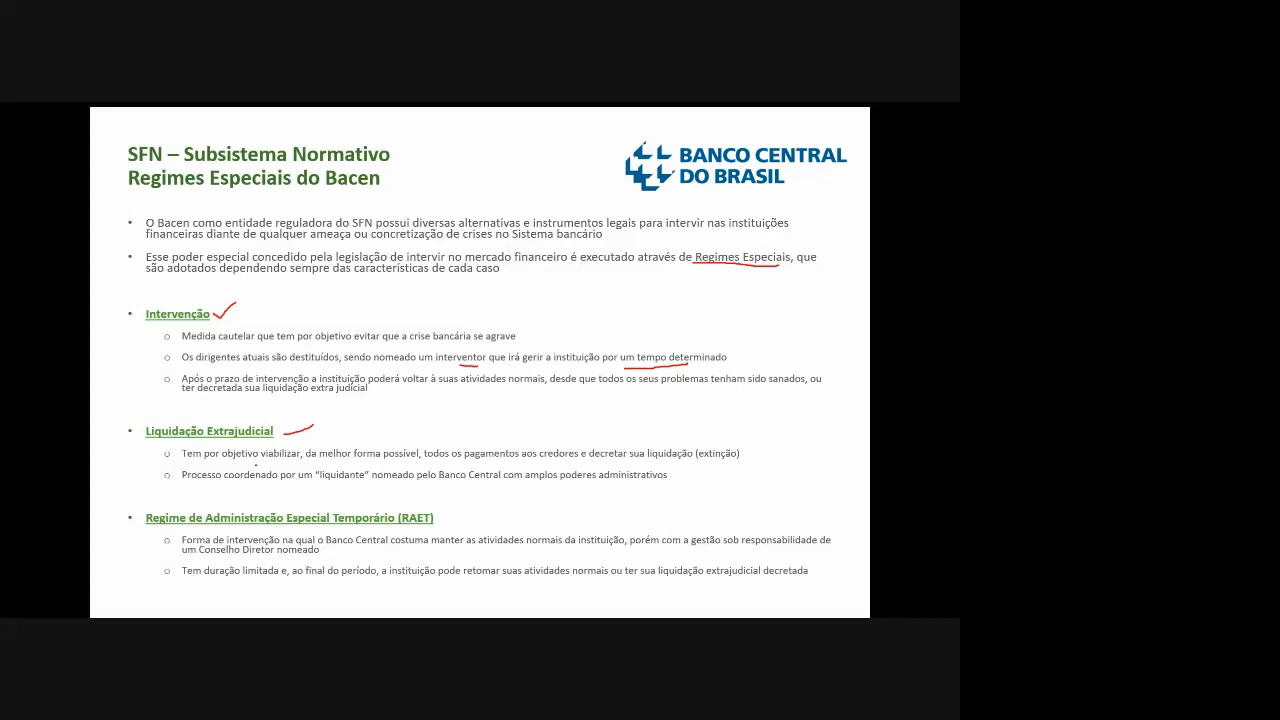 SFN – Subsistema Normativo
Regimes Especiais do Bacen
BANCO CENTRAL
DO BRASIL
• O Bacen como entidade reguladora do SFN possui diversas alternativas e instrumentos legais para intervir nas instituições
financeiras diante de qualquer ameaça ou concretização de crises no Sistema bancário
• Esse poder especial concedido pela legislação de intervir no mercado financeiro é executado através de Regimes Especiais, que
são adotados dependendo sempre das características de cada caso
• Intervenção
o Medida cautelar que tem por objetivo evitar que a crise bancária se agrave
o Os dirigentes atuais são destituídos, sendo nomeado um interventor que irá gerir a instituição por um tempo determinado
o Após o prazo de intervenção a instituição poderá voltar à suas atividades normais, desde que todos os seus problemas tenham sido sanados, ou
ter decretada sua liquidação extra judicial
• Liquidação Extrajudicial
o Tem por objetivo viabilizar, da melhor forma possível, todos os pagamentos aos credores e decretar sua liquidação (extinção)
o Processo coordenado por um “liquidante” nomeado pelo Banco Central com amplos poderes administrativos
• Regime de Administração Especial Temporário (RAET)
o Forma de intervenção na qual o Banco Central costuma manter as atividades normais da instituição, porém com a gestão sob responsabilidade de
um Conselho Diretor nomeado
o Tem duração limitada e, ao final do período, a instituição pode retomar suas atividades normais ou ter sua liquidação extrajudicial decretada